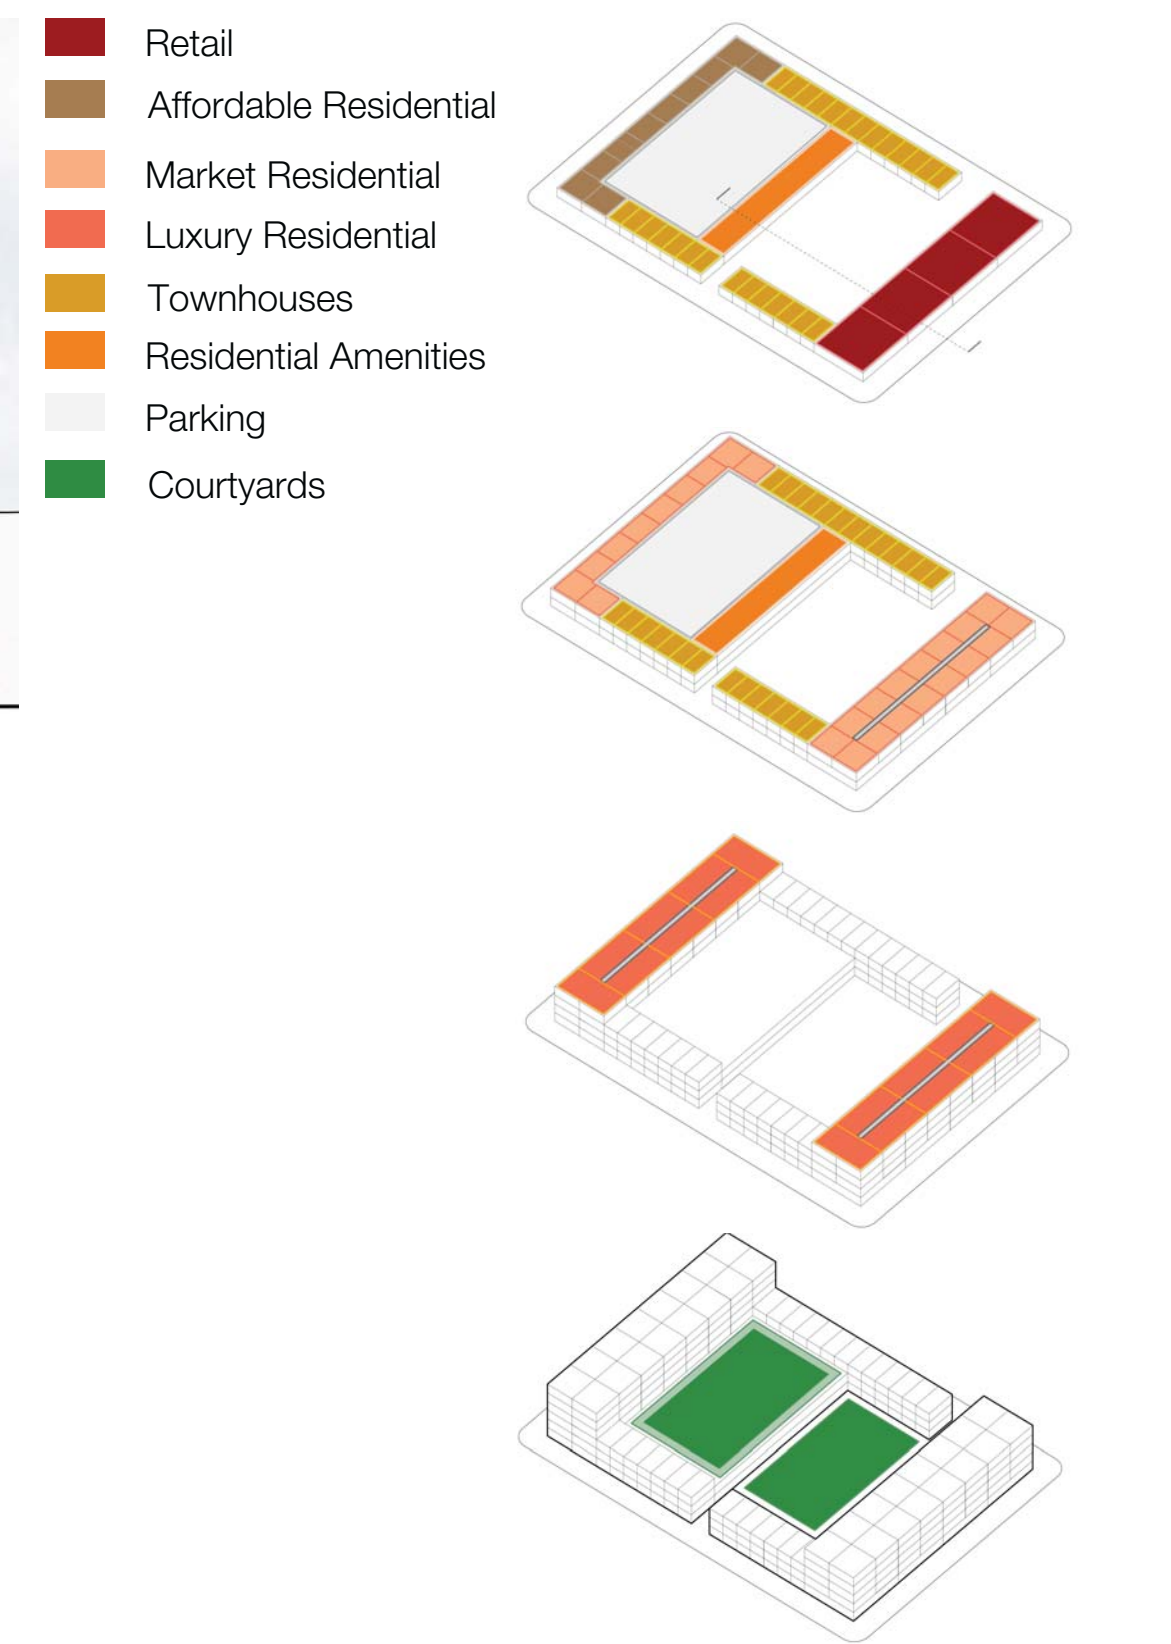 Retail
Affordable Residential
Market Residential
Luxury Residential
Townhouses
Residential Amenities
Parking
Courtyards